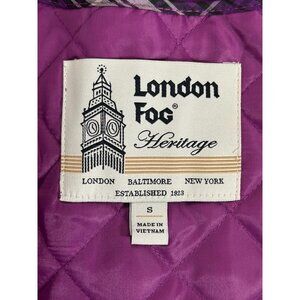 London
Fog®
Heritage
LONDON BALTIMORE NEW YORK
ESTABLISHED 1923
S
MADE IN
VIETNAM